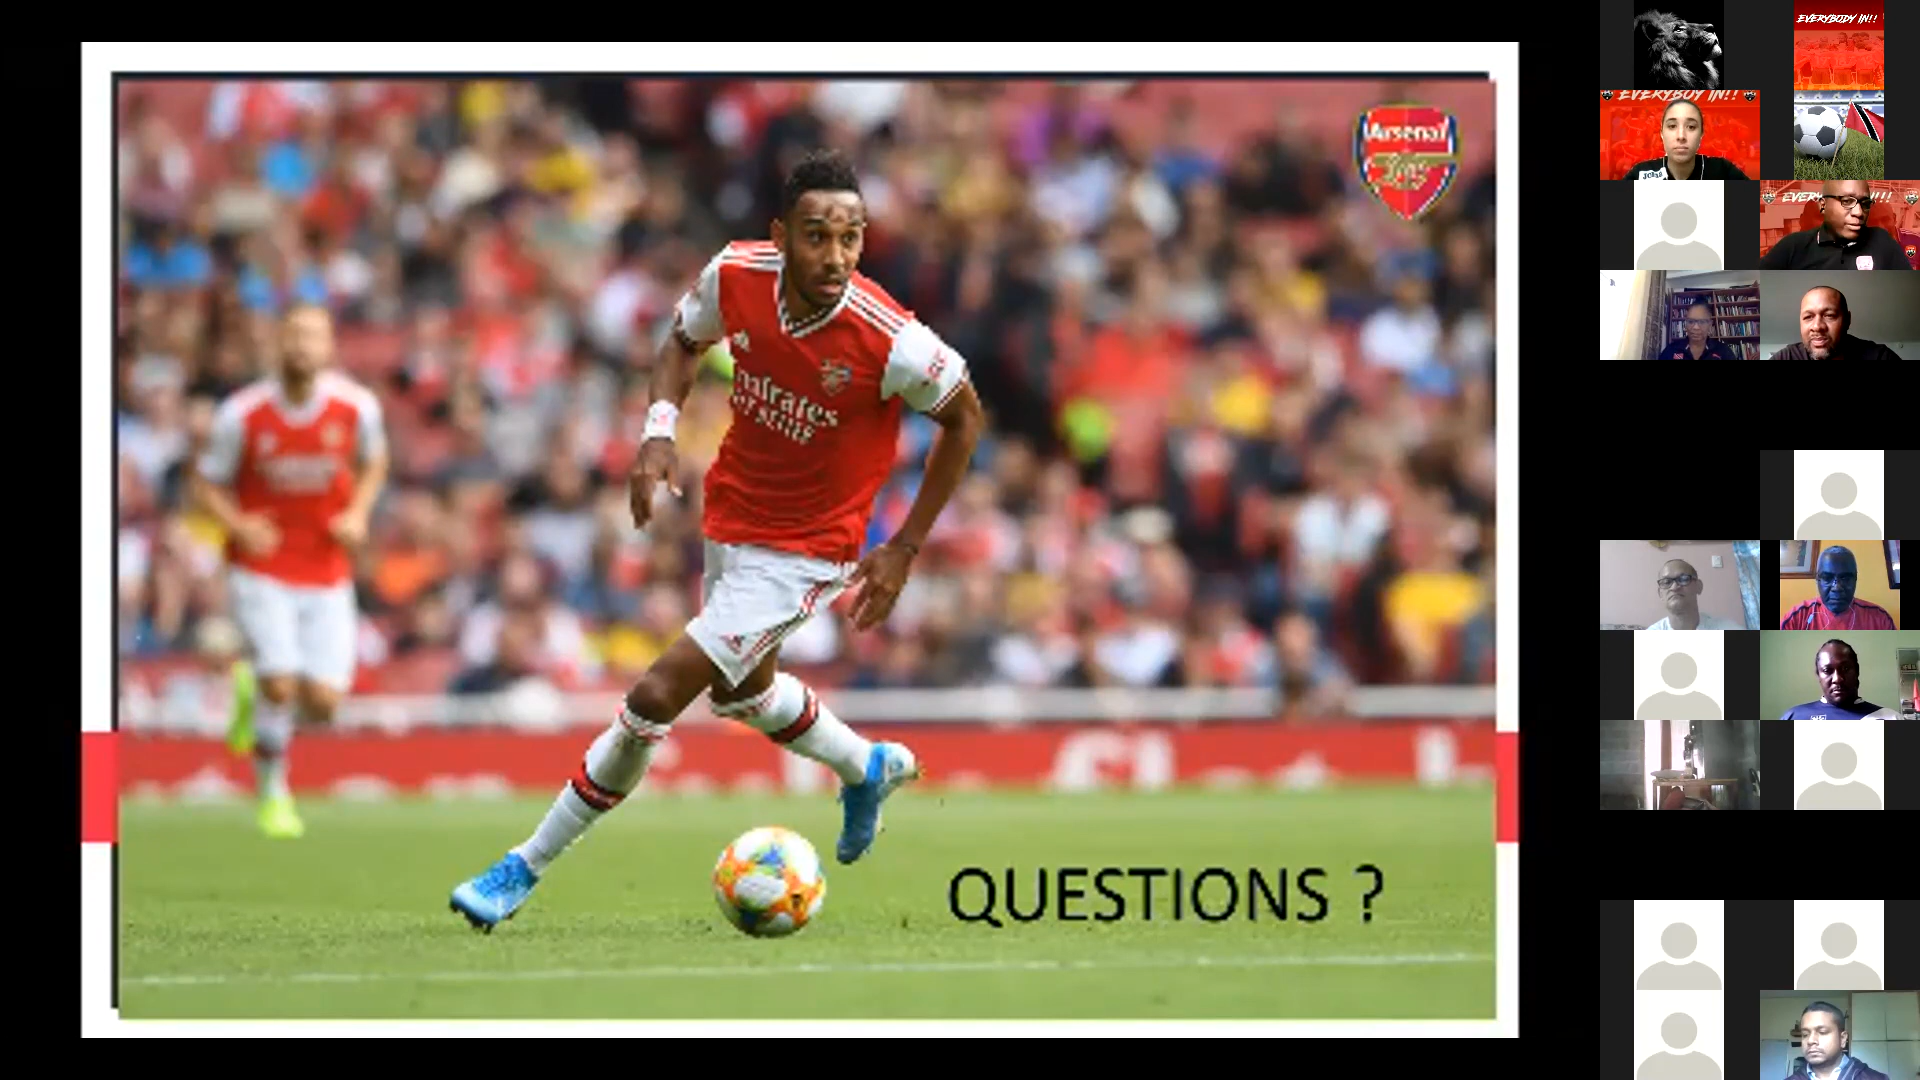 Arsenal
Emirates
FLY BETTER
QUESTIONS ?
EVERYBODY IN!!
EVERYBODY IN!!